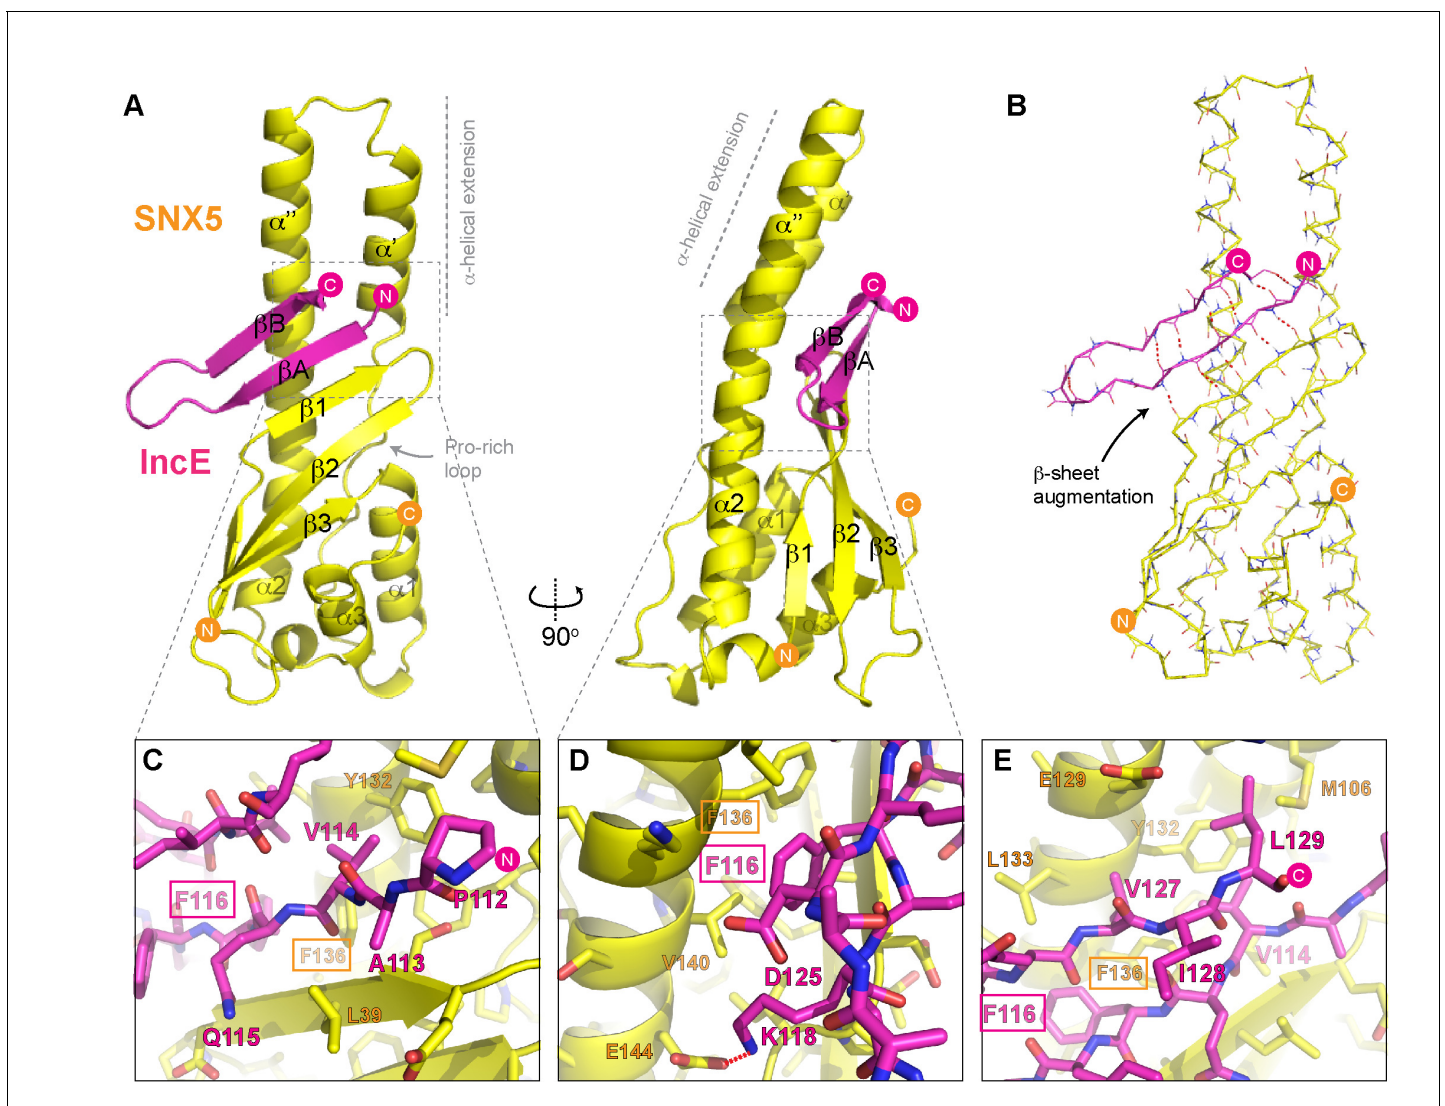 A
SNX5
IncE
α''
α'
α-helical extension
C
N
βB
βA
β1
β2
β3
Pro-rich
loop
C
α2
α3
α1
N
90º
α-helical extension
α''
α'
C
N
βB
βA
α2
α1
β1
β2
β3
C
α3
N
B
C
N
β-sheet
augmentation
C
N
C
Y132
V114
N
F116
P112
F136
A113
L39
Q115
D
F136
F116
V140
D125
K118
E144
E
E129
M106
Y132
L129
L133
C
V127
V114
F136
I128
F116